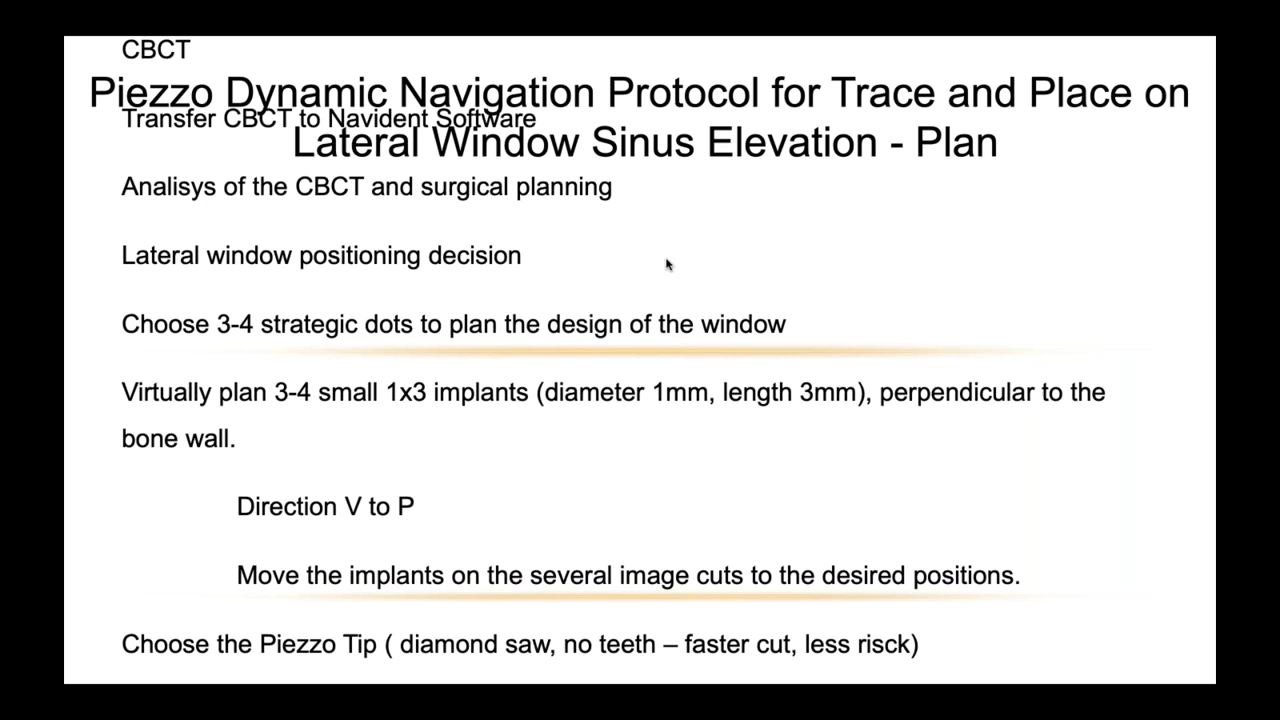 CBCT
Piezzo Dynamic Navigation Protocol for Trace and Place on
Transfer CBCT to Navident Software
Lateral Window Sinus Elevation - Plan
Analisys of the CBCT and surgical planning
Lateral window positioning decision
Choose 3-4 strategic dots to plan the design of the window
Virtually plan 3-4 small 1x3 implants (diameter 1mm, length 3mm), perpendicular to the
bone wall.
Direction V to P
Move the implants on the several image cuts to the desired positions.
Choose the Piezzo Tip ( diamond saw, no teeth – faster cut, less risck)